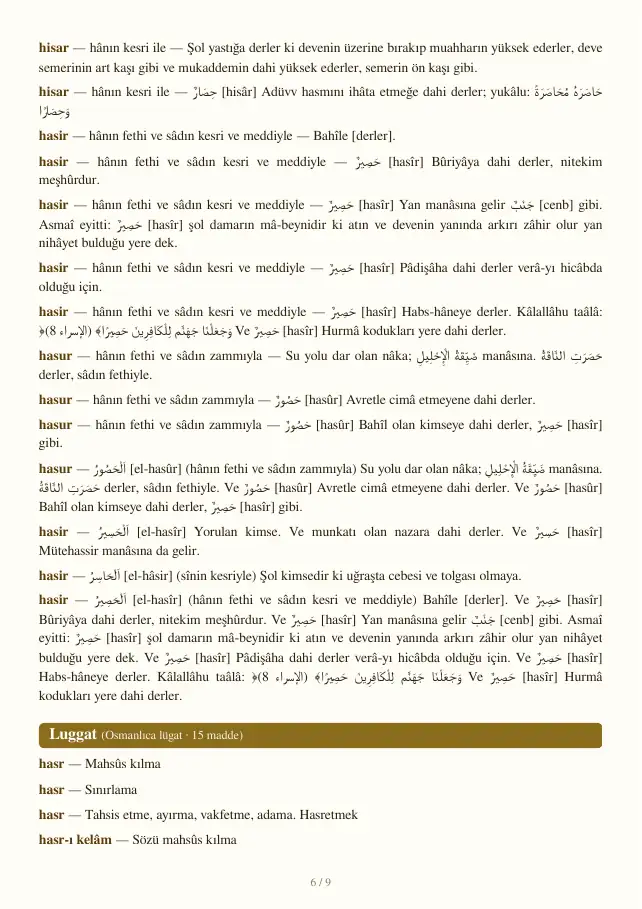 hisar — hânın kesri ile — Şol yastığa derler ki devenin üzerine bırakıp muahharın yüksek ederler, deve
semerinin art kaşı gibi ve mukaddemin dahi yüksek ederler, semerin ön kaşı gibi.
hisar — hânın kesri ile — حِصَارٌ [hisâr] Adüvv hasmını ihâta etmeğe dahi derler; yukâlu: حَاصَرَهُ مُحَاصَرَةً
وَحِصَارًا
hasir — hânın fethi ve sâdın kesri ve meddiyle — Bahîle [derler].
hasir — hânın fethi ve sâdın kesri ve meddiyle — حَصِيرٌ [hasîr] Bûriyâya dahi derler, nitekim
meşhûrdur.
hasir — hânın fethi ve sâdın kesri ve meddiyle — حَصِيرٌ [hasîr] Yan manâsına gelir جَنْبٌ [cenb] gibi.
Asmaî eyitti: حَصِيرٌ [hasîr] şol damarın mâ-beynidir ki atın ve devenin yanında arkırı zâhir olur yan
nihâyet bulduğu yere dek.
hasir — hânın fethi ve sâdın kesri ve meddiyle — حَصِيرٌ [hasîr] Pâdişâha dahi derler verâ-yı hicâbda
olduğu için.
hasir — hânın fethi ve sâdın kesri ve meddiyle — حَصِيرٌ [hasîr] Habs-hâneye derler. Kâlallâhu taâlâ:
﴿وَجَعَلْنَا جَهَنَّم لِلْكَافِرِينَ حَصِيرًا﴾ (الإسراء 8) Ve حَصِيرٌ [hasîr] Hurmâ kodukları yere dahi derler.
hasur — hânın fethi ve sâdın zammıyla — Su yolu dar olan nâka; ضَيِّقَةُ الْإِحْلِيلِ manâsına. حَصَرَتِ النَّاقَةُ
derler, sâdın fethiyle.
hasur — hânın fethi ve sâdın zammıyla — حَصُورٌ [hasûr] Avretle cimâ etmeyene dahi derler.
hasur — hânın fethi ve sâdın zammıyla — حَصُورٌ [hasûr] Bahîl olan kimseye dahi derler, حَصِيرٌ [hasîr]
gibi.
hasur — اَلْحَصُورُ [el-hasûr] (hânın fethi ve sâdın zammıyla) Su yolu dar olan nâka; ضَيِّقَةُ الْإِحْلِيلِ manâsına.
حَصَرَتِ النَّاقَةُ derler, sâdın fethiyle. Ve حَصُورٌ [hasûr] Avretle cimâ etmeyene dahi derler. Ve حَصُورٌ [hasûr]
Bahîl olan kimseye dahi derler, حَصِيرٌ [hasîr] gibi.
hasir — اَلْحَسِيرُ [el-hasîr] Yorulan kimse. Ve munkatı olan nazara dahi derler. Ve حَسِيرٌ [hasîr]
Mütehassir manâsına da gelir.
hasir — اَلْحَاسِرُ [el-hâsir] (sînin kesriyle) Şol kimsedir ki uğraşta cebesi ve tolgası olmaya.
hasir — اَلْحَصِيرُ [el-hasîr] (hânın fethi ve sâdın kesri ve meddiyle) Bahîle [derler]. Ve حَصِيرٌ [hasîr]
Bûriyâya dahi derler, nitekim meşhûrdur. Ve حَصِيرٌ [hasîr] Yan manâsına gelir جَنْبٌ [cenb] gibi. Asmaî
eyitti: حَصِيرٌ [hasîr] şol damarın mâ-beynidir ki atın ve devenin yanında arkırı zâhir olur yan nihâyet
bulduğu yere dek. Ve حَصِيرٌ [hasîr] Pâdişâha dahi derler verâ-yı hicâbda olduğu için. Ve حَصِيرٌ [hasîr]
Habs-hâneye derler. Kâlallâhu taâlâ: ﴿وَجَعَلْنَا جَهَنَّم لِلْكَافِرِينَ حَصِيرًا﴾ (الإسراء 8) Ve حَصِيرٌ [hasîr] Hurmâ
kodukları yere dahi derler.
Luggat (Osmanlıca lügat · 15 madde)
hasr — Mahsûs kılma
hasr — Sınırlama
hasr — Tahsis etme, ayırma, vakfetme, adama. Hasretmek
hasr-ı kelâm — Sözü mahsûs kılma
6 / 9